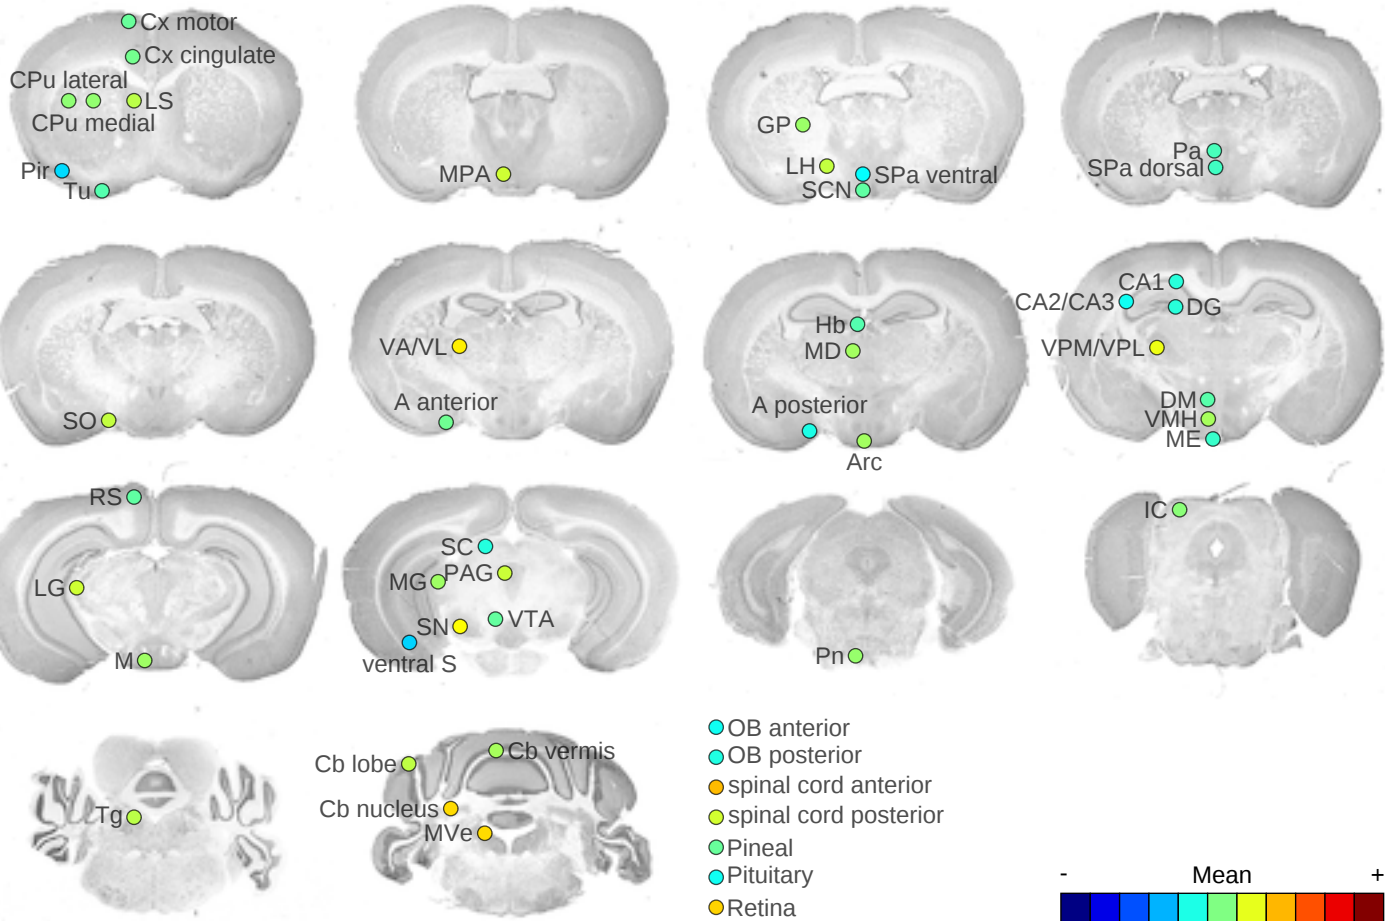 Cx motor
Cx cingulate
CPu lateral
LS
CPu medial
Pir
Tu
MPA
GP
LH
SPa ventral
SCN
Pa
SPa dorsal
SO
VA/VL
A anterior
Hb
MD
A posterior
Arc
CA1
CA2/CA3
DG
VPM/VPL
DM
VMH
ME
RS
LG
M
SC
PAG
MG
VTA
SN
ventral S
Pn
IC
Tg
Cb lobe
Cb vermis
Cb nucleus
MVe
OB anterior
OB posterior
spinal cord anterior
spinal cord posterior
Pineal
Pituitary
Retina
- Mean +